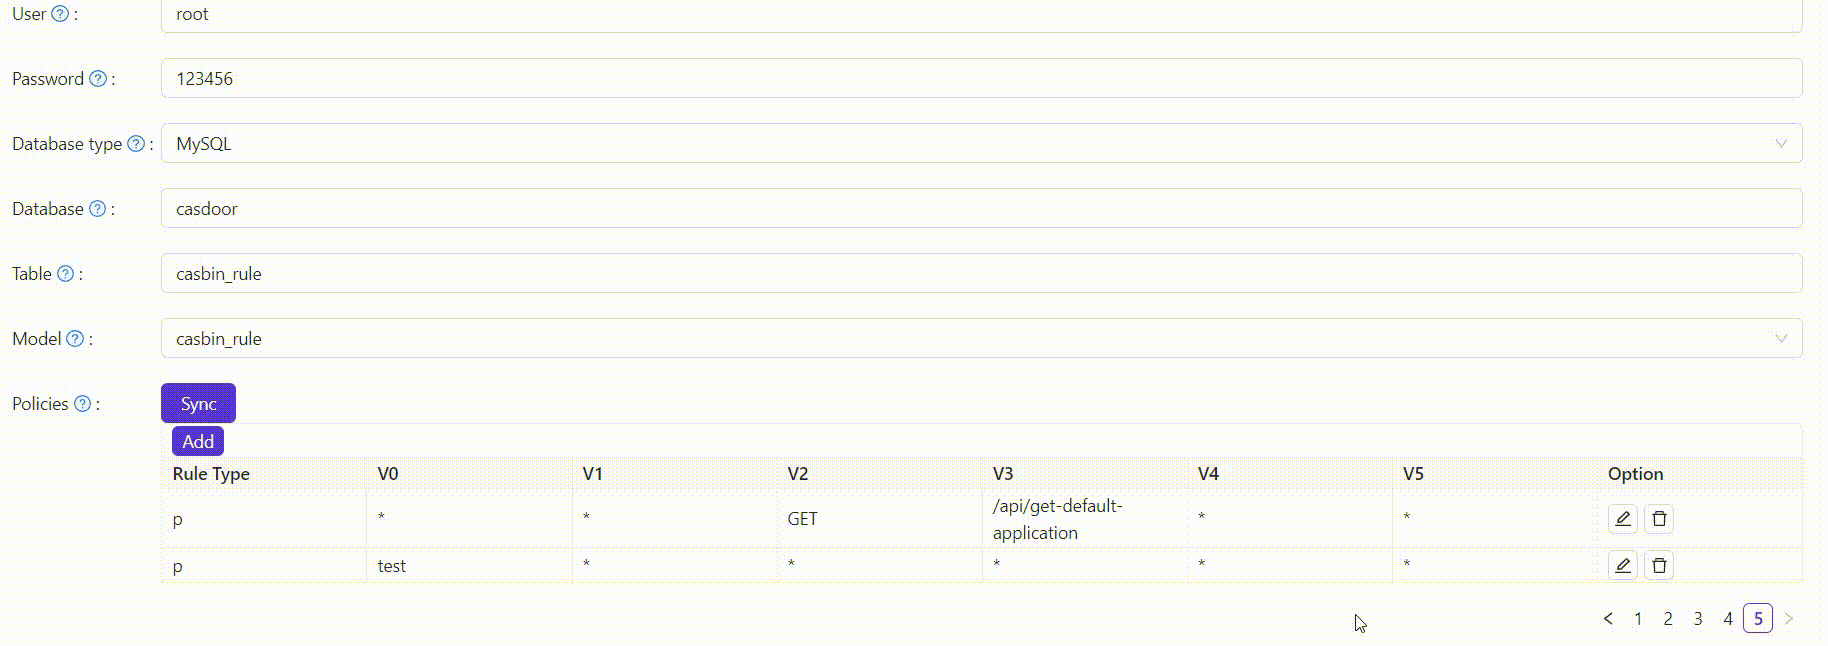 User ? : root
Password ? : 123456
Database type ? : MySQL
Database ? : casdoor
Table ? : casbin_rule
Model ? : casbin_rule
Policies ? : Sync
Add
Rule Type V0 V1 V2 V3 V4 V5 Option
p * * GET /api/get-default-application * *
p test * * * * *
< 1 2 3 4 5 >